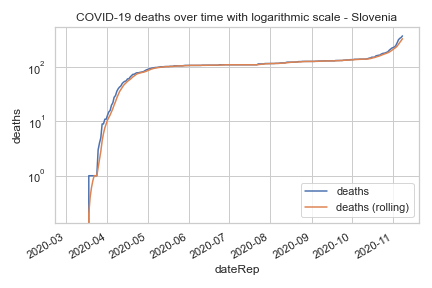 COVID-19 deaths over time with logarithmic scale - Slovenia
deaths
10²
10¹
10⁰
deaths
deaths (rolling)
2020-03
2020-04
2020-05
2020-06
2020-07
2020-08
2020-09
2020-10
2020-11
dateRep